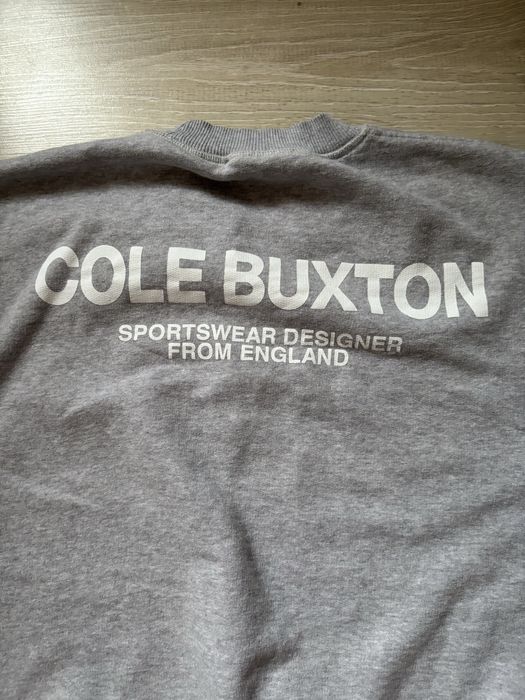 COLE BUXTON
SPORTSWEAR DESIGNER
FROM ENGLAND